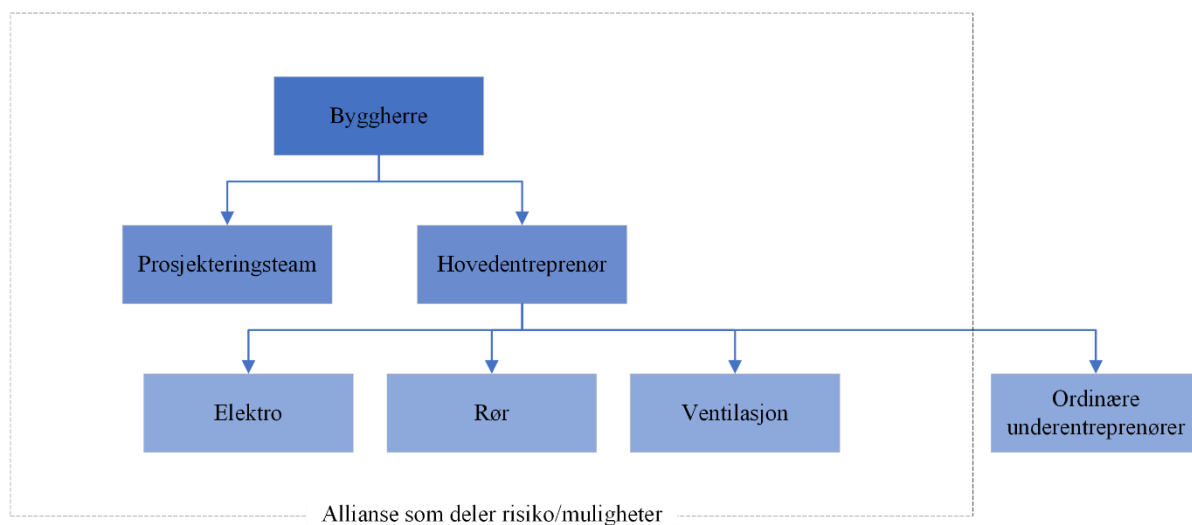 Byggherre
Prosjekteringsteam
Hovedentreprenør
Elektro
Rør
Ventilasjon
Ordinære
underentreprenører
Allianse som deler risiko/muligheter